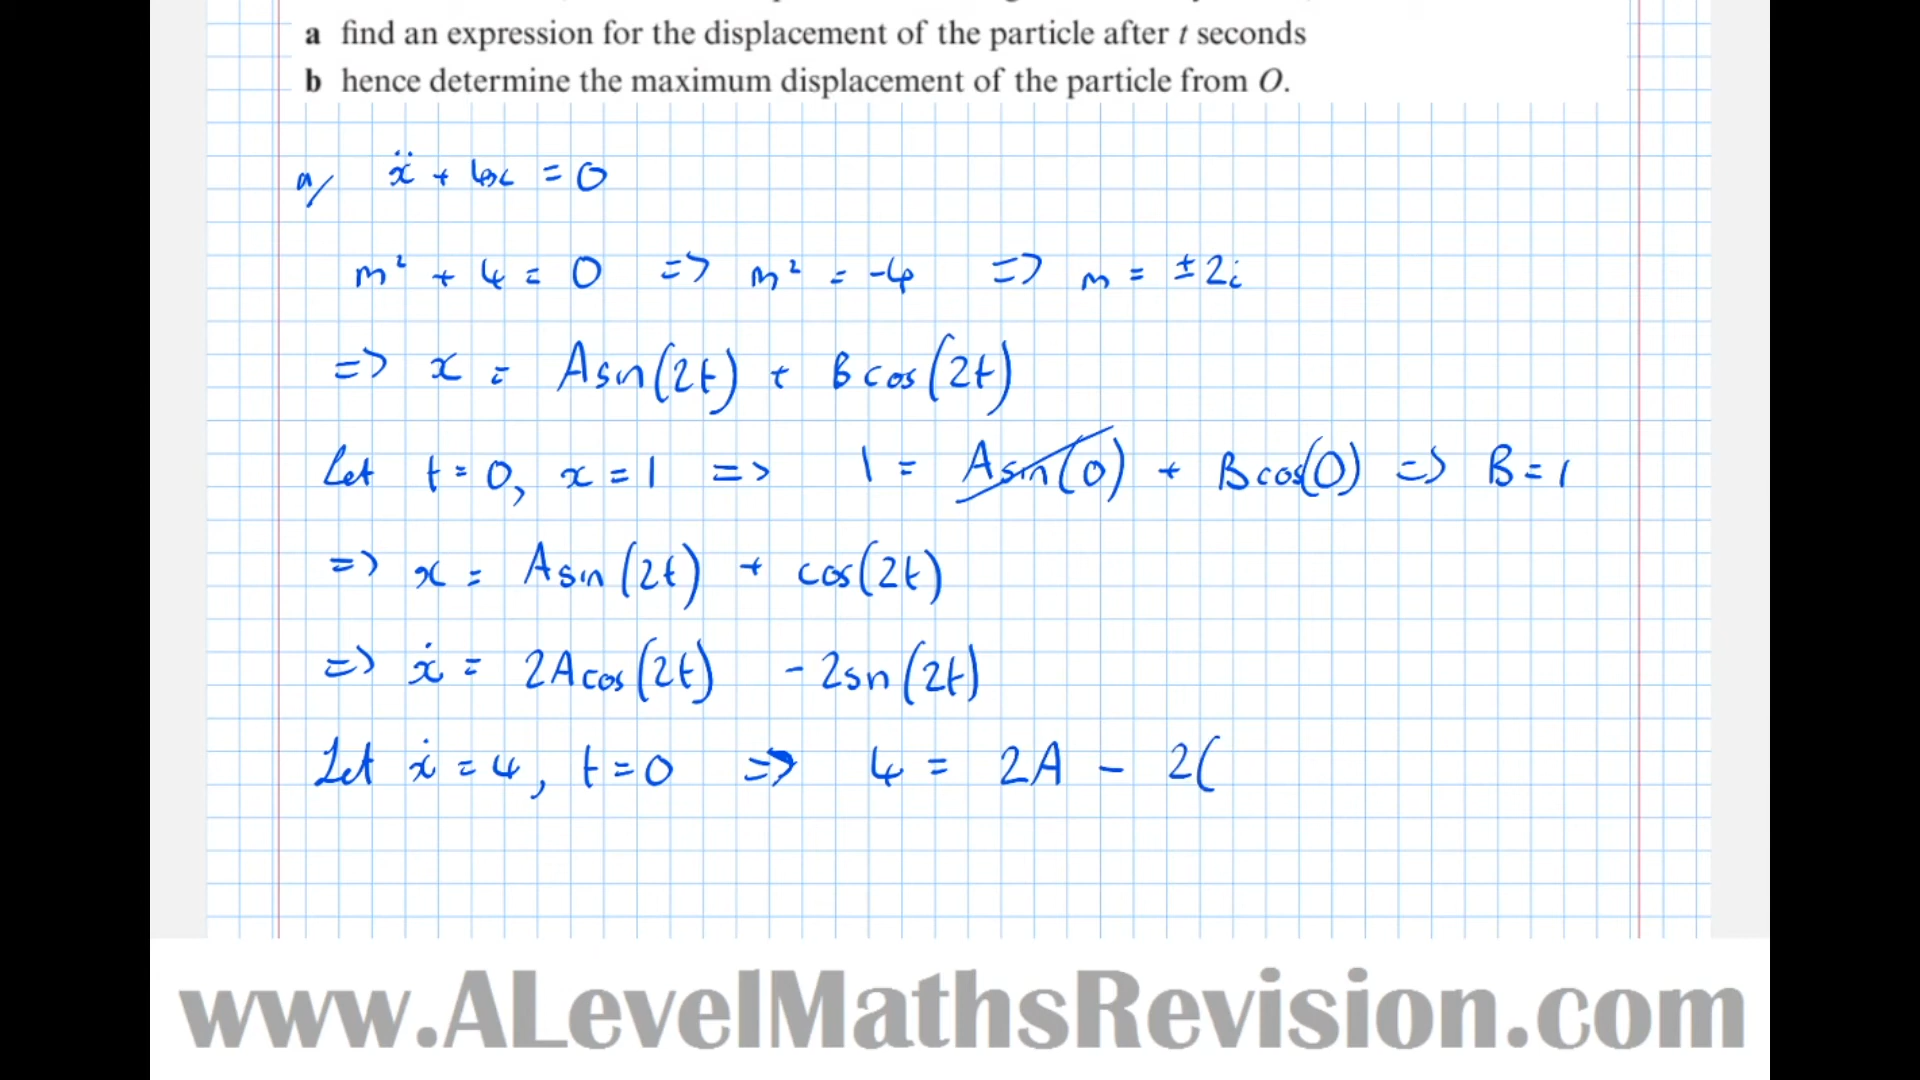 a find an expression for the displacement of the particle after t seconds
b hence determine the maximum displacement of the particle from O.
a/ ẍ + 4x = 0
m² + 4 = 0 => m² = -4 => m = ±2i
=> x = Asin(2t) + Bcos(2t)
Let t=0, x=1 => 1 = Asin(0) + Bcos(0) => B=1
=> x = Asin(2t) + cos(2t)
=> ẋ = 2Acos(2t) - 2sin(2t)
Let ẋ=4, t=0 => 4 = 2A - 2(
www.ALevelMathsRevision.com